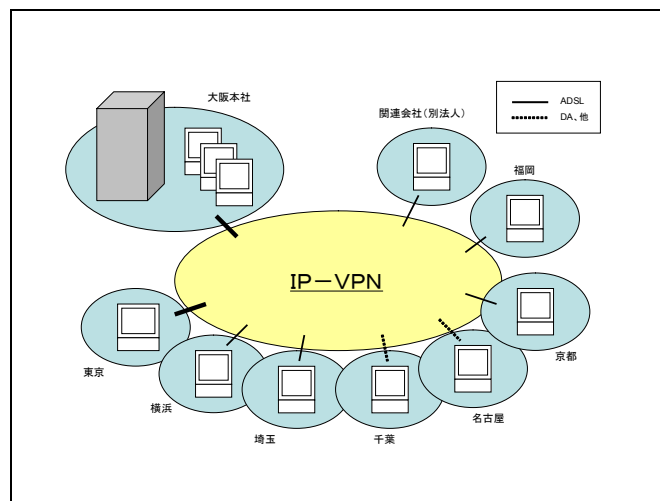 大阪本社
関連会社(別法人)
ADSL
DA、他
福岡
IP-VPN
東京
横浜
埼玉
千葉
名古屋
京都